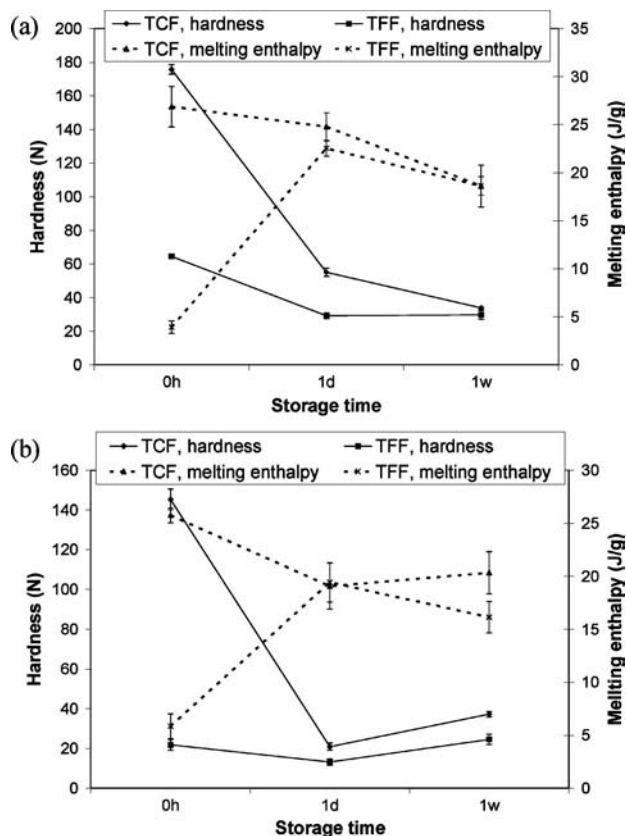 (a)
TCF, hardness TFF, hardness
TCF, melting enthalpy TFF, melting enthalpy
200 35
180
160 30
140 25
120 20
100
80 15
60 10
40
20 5
0 0
Hardness (N)
Melting enthalpy (J/g)
0h 1d 1w
Storage time
(b)
TCF, hardness TFF, hardness
TCF, melting enthalpy TFF, melting enthalpy
160 30
140 25
120
100 20
80 15
60 10
40
20 5
0 0
Hardness (N)
Mellting enthalpy (J/g)
0h 1d 1w
Storage time